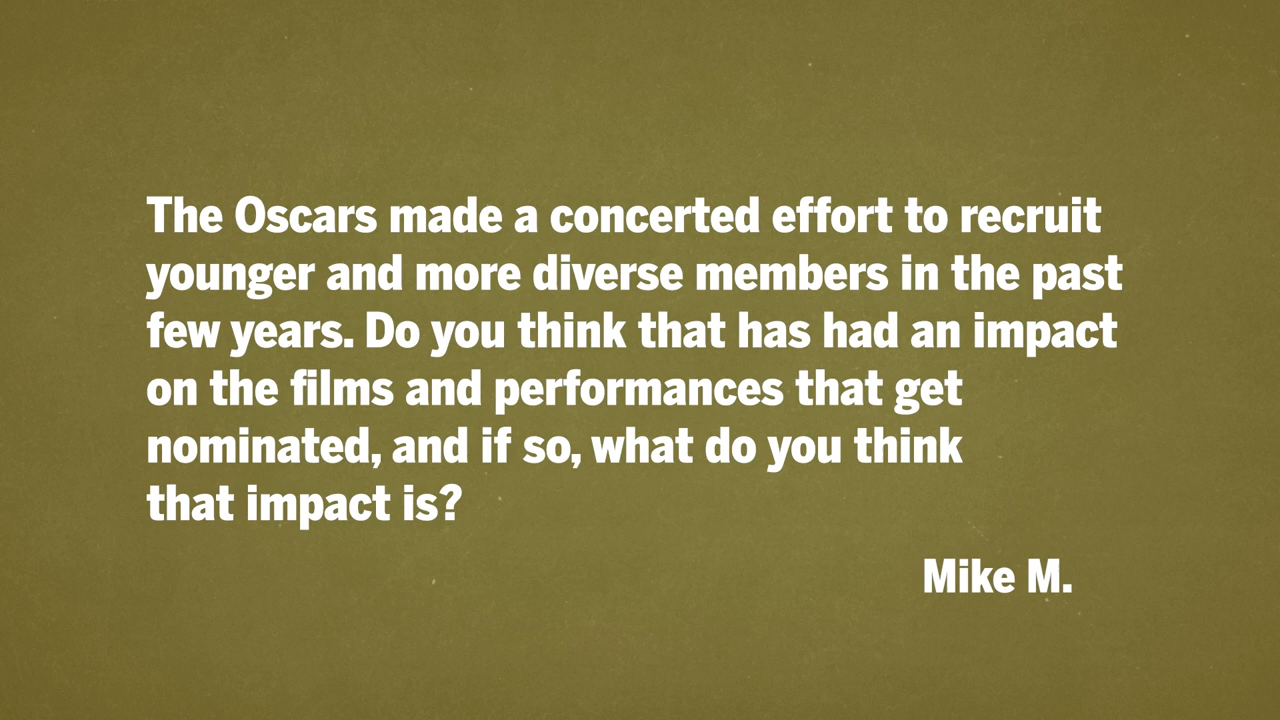 The Oscars made a concerted effort to recruit
younger and more diverse members in the past
few years. Do you think that has had an impact
on the films and performances that get
nominated, and if so, what do you think
that impact is?
Mike M.